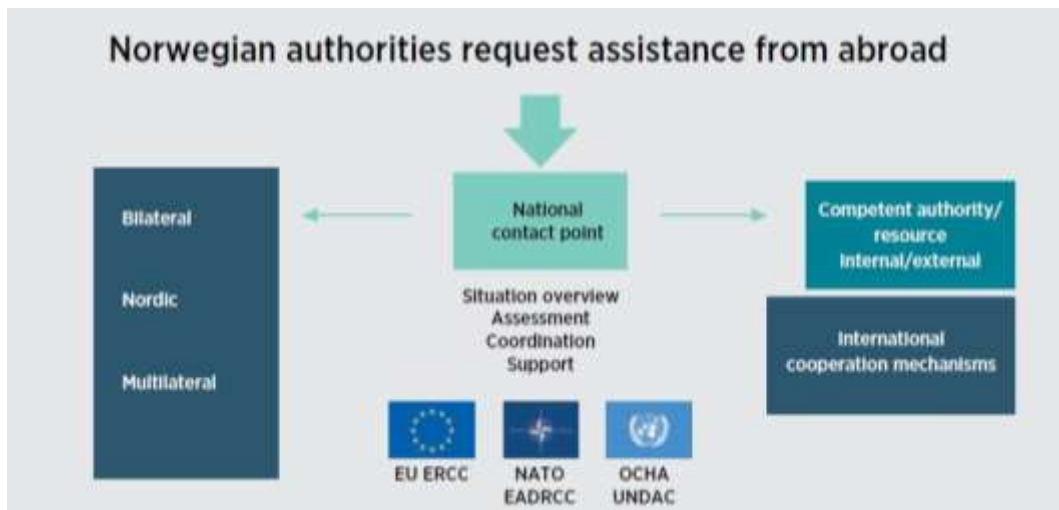 Norwegian authorities request assistance from abroad
Bilateral
Nordic
Multilateral
National
contact point
Situation overview
Assessment
Coordination
Support
EU ERCC
NATO
EADRCC
OCHA
UNDAC
Competent authority/
resource
Internal/external
International
cooperation mechanisms